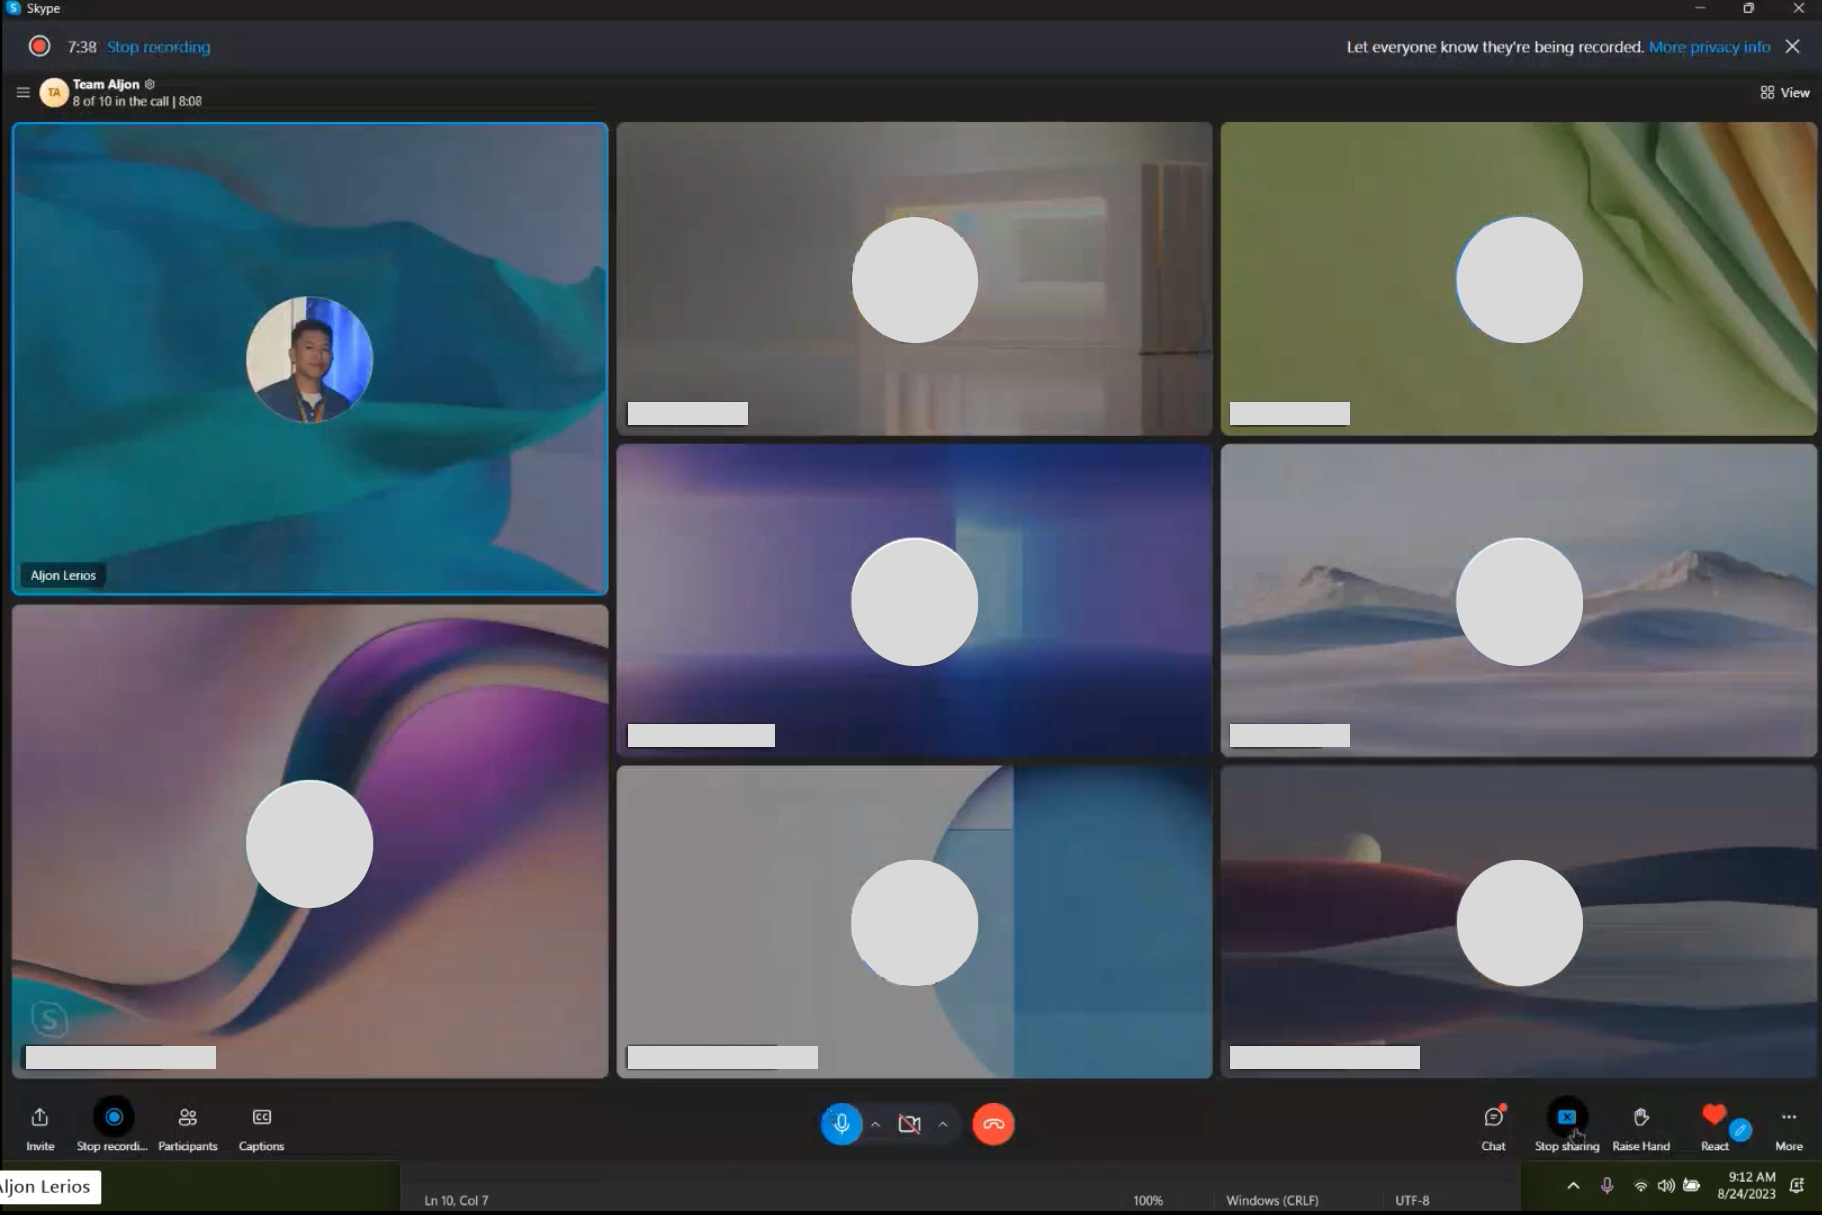 Skype
7:38 Stop recording
Let everyone know they're being recorded. More privacy info
TA
Team Aljon
8 of 10 in the call | 8:08
View
Aljon Lerios
S
Invite
Stop recordi...
Participants
CC
Captions
Chat
Stop sharing
Raise Hand
React
More
Aljon Lerios
Ln 10, Col 7
100%
Windows (CRLF)
UTF-8
9:12 AM
8/24/2023